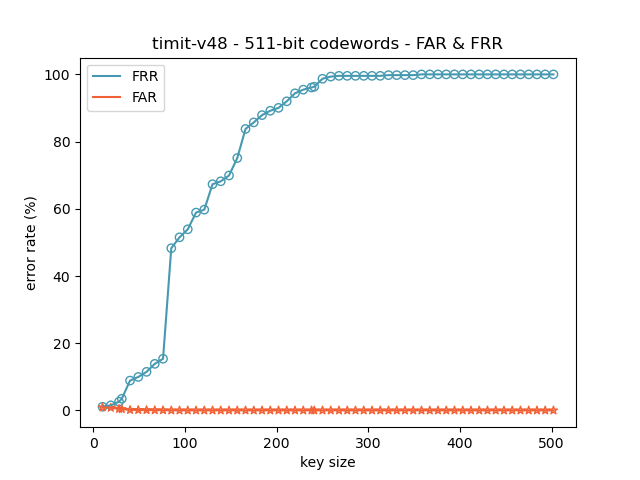 timit-v48 - 511-bit codewords - FAR & FRR
FRR
FAR
100
80
60
40
20
0
error rate (%)
0 100 200 300 400 500
key size